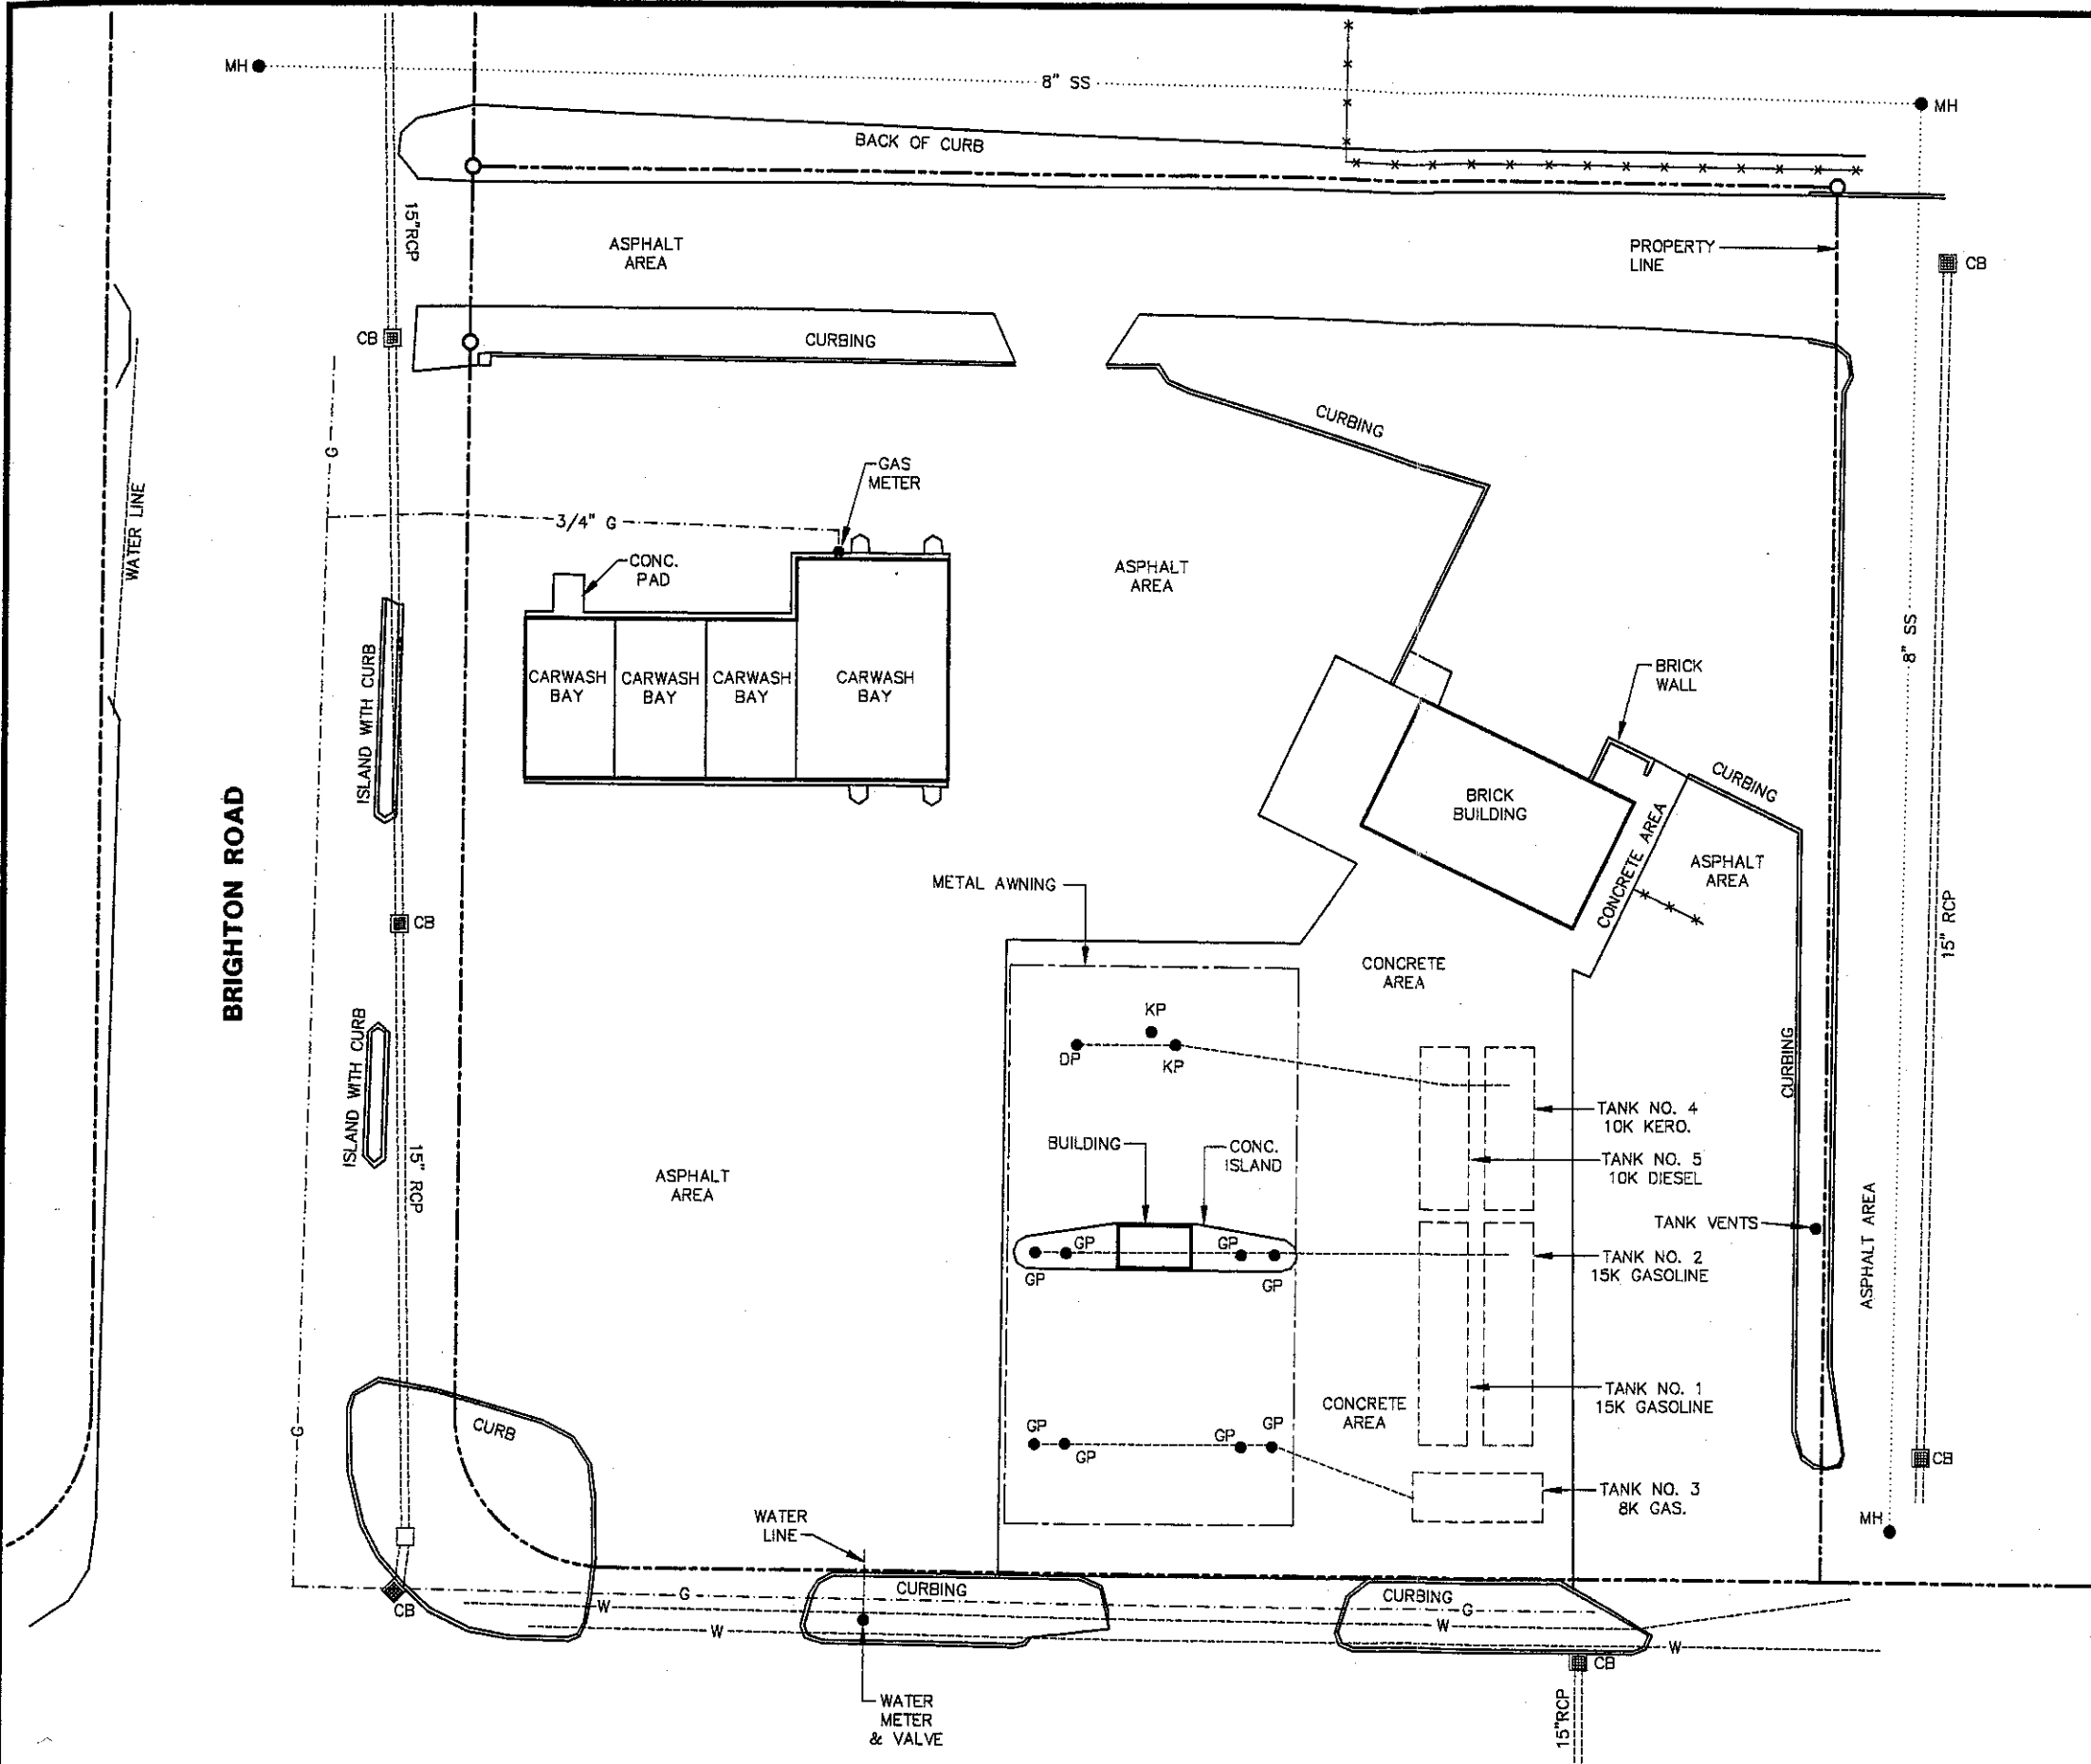 MH
8" SS
MH
BACK OF CURB
15"RCP
ASPHALT
AREA
PROPERTY
LINE
CB
CB
CURBING
CURBING
G
GAS
METER
WATER LINE
3/4" G
CONC.
PAD
ASPHALT
AREA
8" SS
ISLAND WITH CURB
CARWASH
BAY
CARWASH
BAY
CARWASH
BAY
CARWASH
BAY
BRICK
WALL
CURBING
BRICK
BUILDING
BRIGHTON ROAD
CONCRETE AREA
ASPHALT
AREA
METAL AWNING
CB
15" RCP
CONCRETE
AREA
KP
DP
KP
ISLAND WITH CURB
CURBING
TANK NO. 4
10K KERO.
BUILDING
CONC.
ISLAND
TANK NO. 5
10K DIESEL
15" RCP
ASPHALT
AREA
TANK VENTS
ASPHALT AREA
GP
GP
GP
GP
TANK NO. 2
15K GASOLINE
TANK NO. 1
15K GASOLINE
CONCRETE
AREA
G
CURB
GP
GP
GP
GP
CB
TANK NO. 3
8K GAS.
MH
WATER
LINE
CURBING
CURBING
CB
G
G
W
W
W
W
CB
WATER
METER
& VALVE
15"RCP